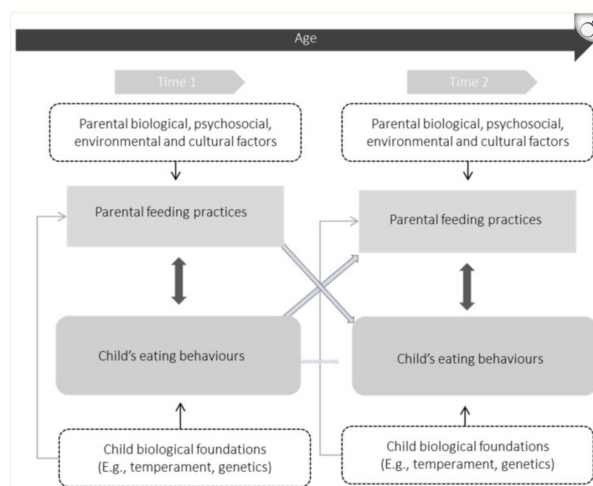 Age
Time 1
Time 2
Parental biological, psychosocial,
environmental and cultural factors
Parental biological, psychosocial,
environmental and cultural factors
Parental feeding practices
Parental feeding practices
Child's eating behaviours
Child's eating behaviours
Child biological foundations
(E.g., temperament, genetics)
Child biological foundations
(E.g., temperament, genetics)